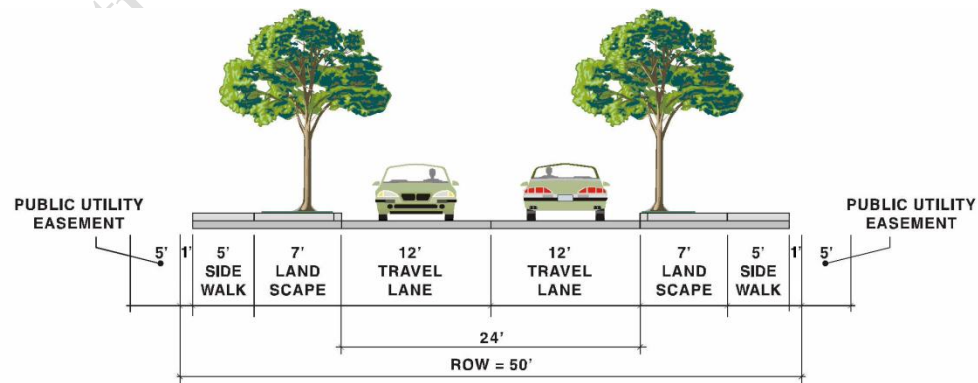 PUBLIC UTILITY
EASEMENT
PUBLIC UTILITY
EASEMENT
5' 1' 5' 7' 12' 12' 7' 5' 1' 5'
SIDE LAND TRAVEL TRAVEL LAND SIDE
WALK SCAPE LANE LANE SCAPE WALK
24'
ROW = 50'